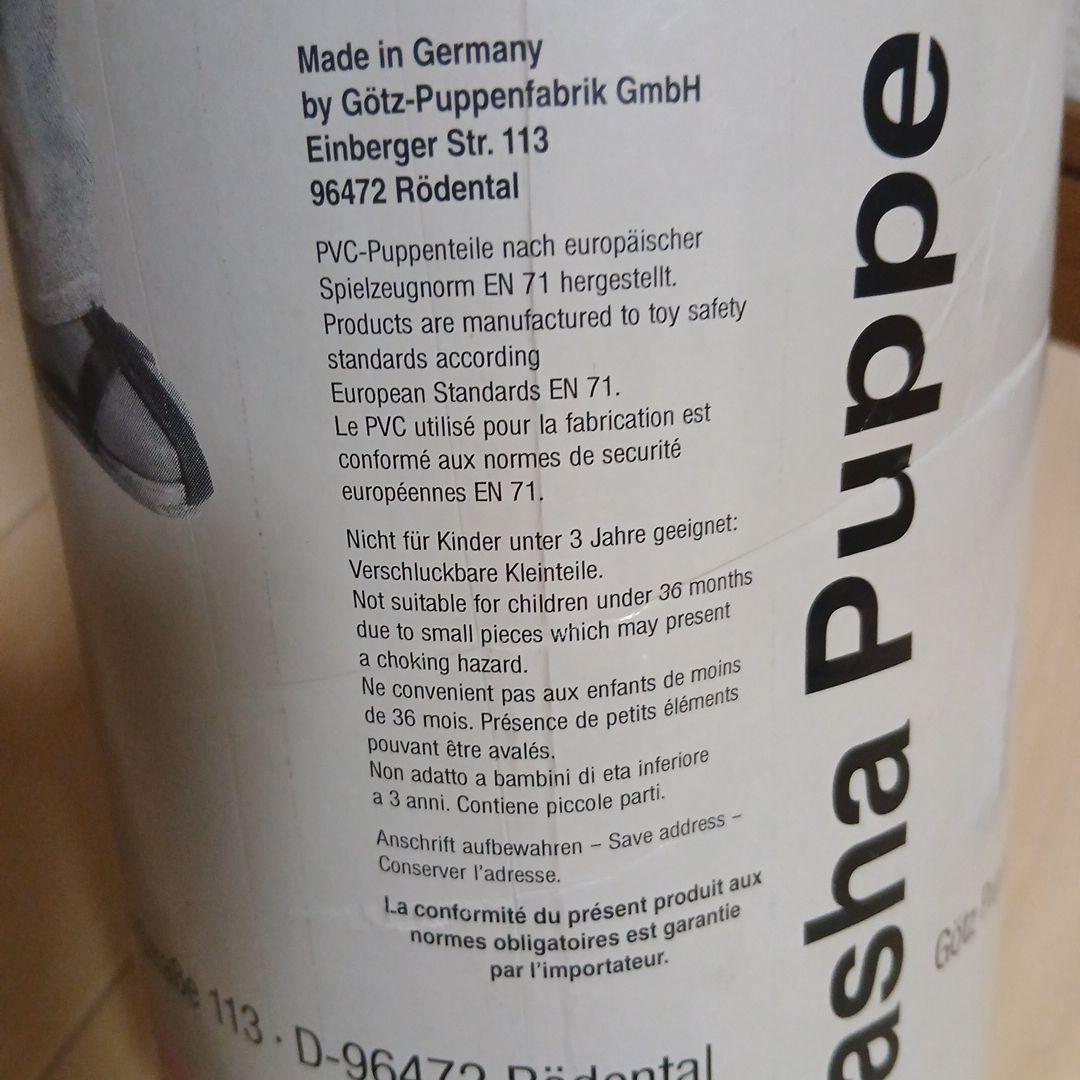 Made in Germany
by Götz-Puppenfabrik GmbH
Einberger Str. 113
96472 Rödental
PVC-Puppenteile nach europäischer
Spielzeugnorm EN 71 hergestellt.
Products are manufactured to toy safety
standards according
European Standards EN 71.
Le PVC utilisé pour la fabrication est
conformé aux normes de securité
européennes EN 71.
Nicht für Kinder unter 3 Jahre geeignet:
Verschluckbare Kleinteile.
Not suitable for children under 36 months
due to small pieces which may present
a choking hazard.
Ne convenient pas aux enfants de moins
de 36 mois. Présence de petits éléments
pouvant être avalés.
Non adatto a bambini di eta inferiore
a 3 anni. Contiene piccole parti.
Anschrift aufbewahren – Save address –
Conserver l'adresse.
La conformité du présent produit aux
normes obligatoires est garantie
par l'importateur.
113 · D-96472 Rödental
asha Puppe
Götz